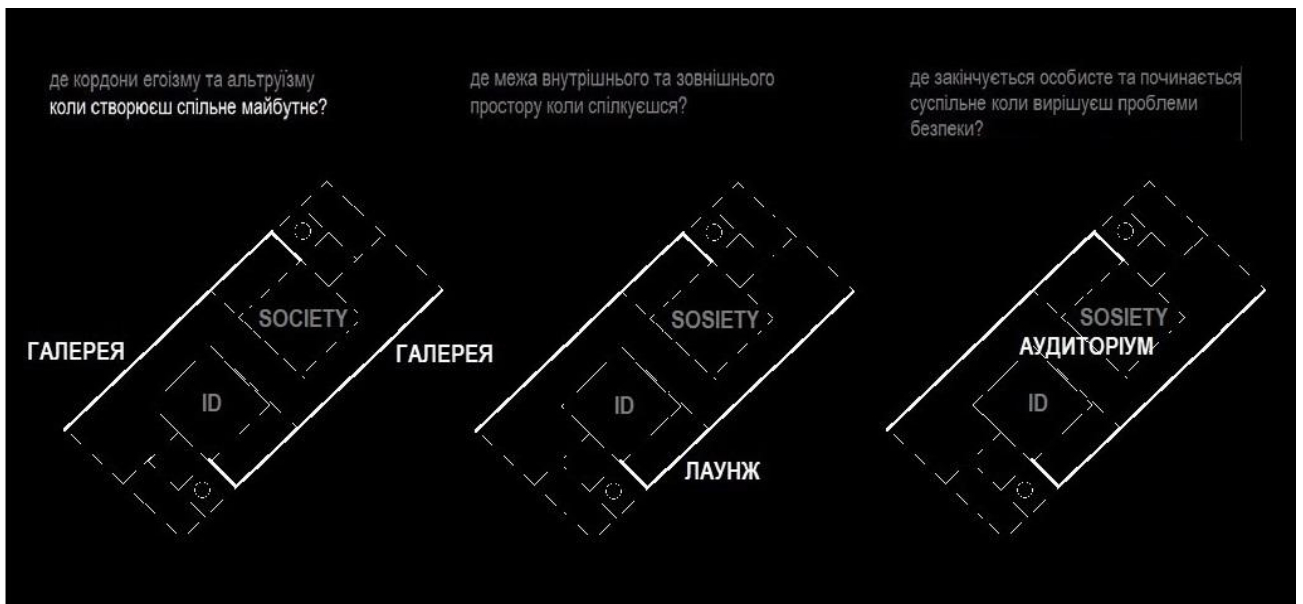 де кордони егоїзму та альтруїзму
коли створюєш спільне майбутнє?
ГАЛЕРЕЯ
SOCIETY
ГАЛЕРЕЯ
ID
де межа внутрішнього та зовнішнього
простору коли спілкуєшся?
SOSIETY
ID
ЛАУНЖ
де закінчується особисте та починається
суспільне коли вирішуєш проблеми
безпеки?
SOSIETY
АУДИТОРІУМ
ID